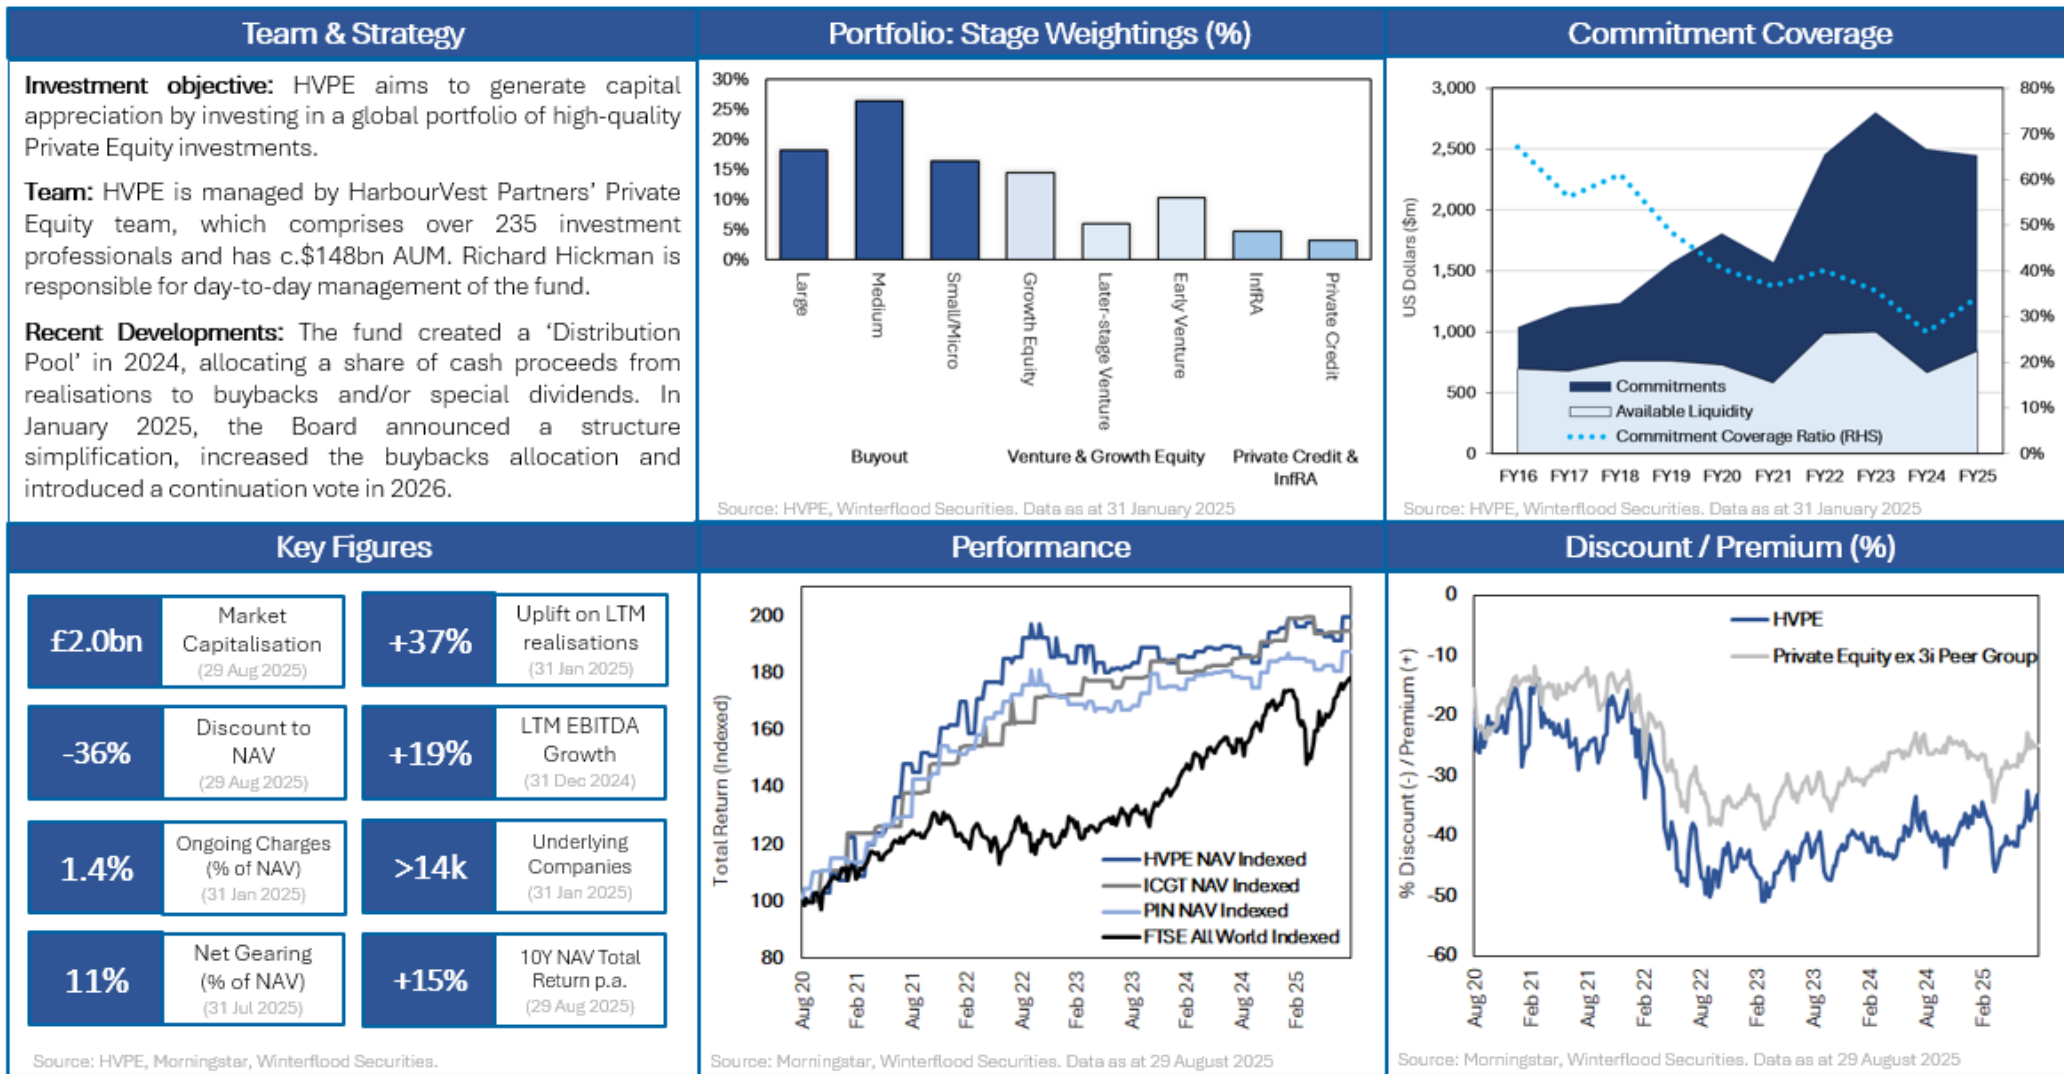 Team & Strategy
Investment objective: HVPE aims to generate capital
appreciation by investing in a global portfolio of high-quality
Private Equity investments.
Team: HVPE is managed by HarbourVest Partners’ Private
Equity team, which comprises over 235 investment
professionals and has c.$148bn AUM. Richard Hickman is
responsible for day-to-day management of the fund.
Recent Developments: The fund created a ‘Distribution
Pool’ in 2024, allocating a share of cash proceeds from
realisations to buybacks and/or special dividends. In
January 2025, the Board announced a structure
simplification, increased the buybacks allocation and
introduced a continuation vote in 2026.
Portfolio: Stage Weightings (%)
30%
25%
20%
15%
10%
5%
0%
Large
Medium
Small/Micro
Growth Equity
Later-stage Venture
Early Venture
InfRA
Private Credit
Buyout
Venture & Growth Equity
Private Credit &
InfRA
Source: HVPE, Winterflood Securities. Data as at 31 January 2025
Commitment Coverage
US Dollars ($m)
3,000
2,500
2,000
1,500
1,000
500
0
80%
70%
60%
50%
40%
30%
20%
10%
0%
Commitments
Available Liquidity
Commitment Coverage Ratio (RHS)
FY16 FY17 FY18 FY19 FY20 FY21 FY22 FY23 FY24 FY25
Source: HVPE, Winterflood Securities. Data as at 31 January 2025
Key Figures
£2.0bn
Market
Capitalisation
(29 Aug 2025)
+37%
Uplift on LTM
realisations
(31 Jan 2025)
-36%
Discount to
NAV
(29 Aug 2025)
+19%
LTM EBITDA
Growth
(31 Dec 2024)
1.4%
Ongoing Charges
(% of NAV)
(31 Jan 2025)
>14k
Underlying
Companies
(31 Jan 2025)
11%
Net Gearing
(% of NAV)
(31 Jul 2025)
+15%
10Y NAV Total
Return p.a.
(29 Aug 2025)
Source: HVPE, Morningstar, Winterflood Securities.
Performance
Total Return (Indexed)
200
180
160
140
120
100
80
HVPE NAV Indexed
ICGT NAV Indexed
PIN NAV Indexed
FTSE All World Indexed
Aug 20
Feb 21
Aug 21
Feb 22
Aug 22
Feb 23
Aug 23
Feb 24
Aug 24
Feb 25
Source: Morningstar, Winterflood Securities. Data as at 29 August 2025
Discount / Premium (%)
% Discount (-) / Premium (+)
0
-10
-20
-30
-40
-50
-60
HVPE
Private Equity ex 3i Peer Group
Aug 20
Feb 21
Aug 21
Feb 22
Aug 22
Feb 23
Aug 23
Feb 24
Aug 24
Feb 25
Source: Morningstar, Winterflood Securities. Data as at 29 August 2025